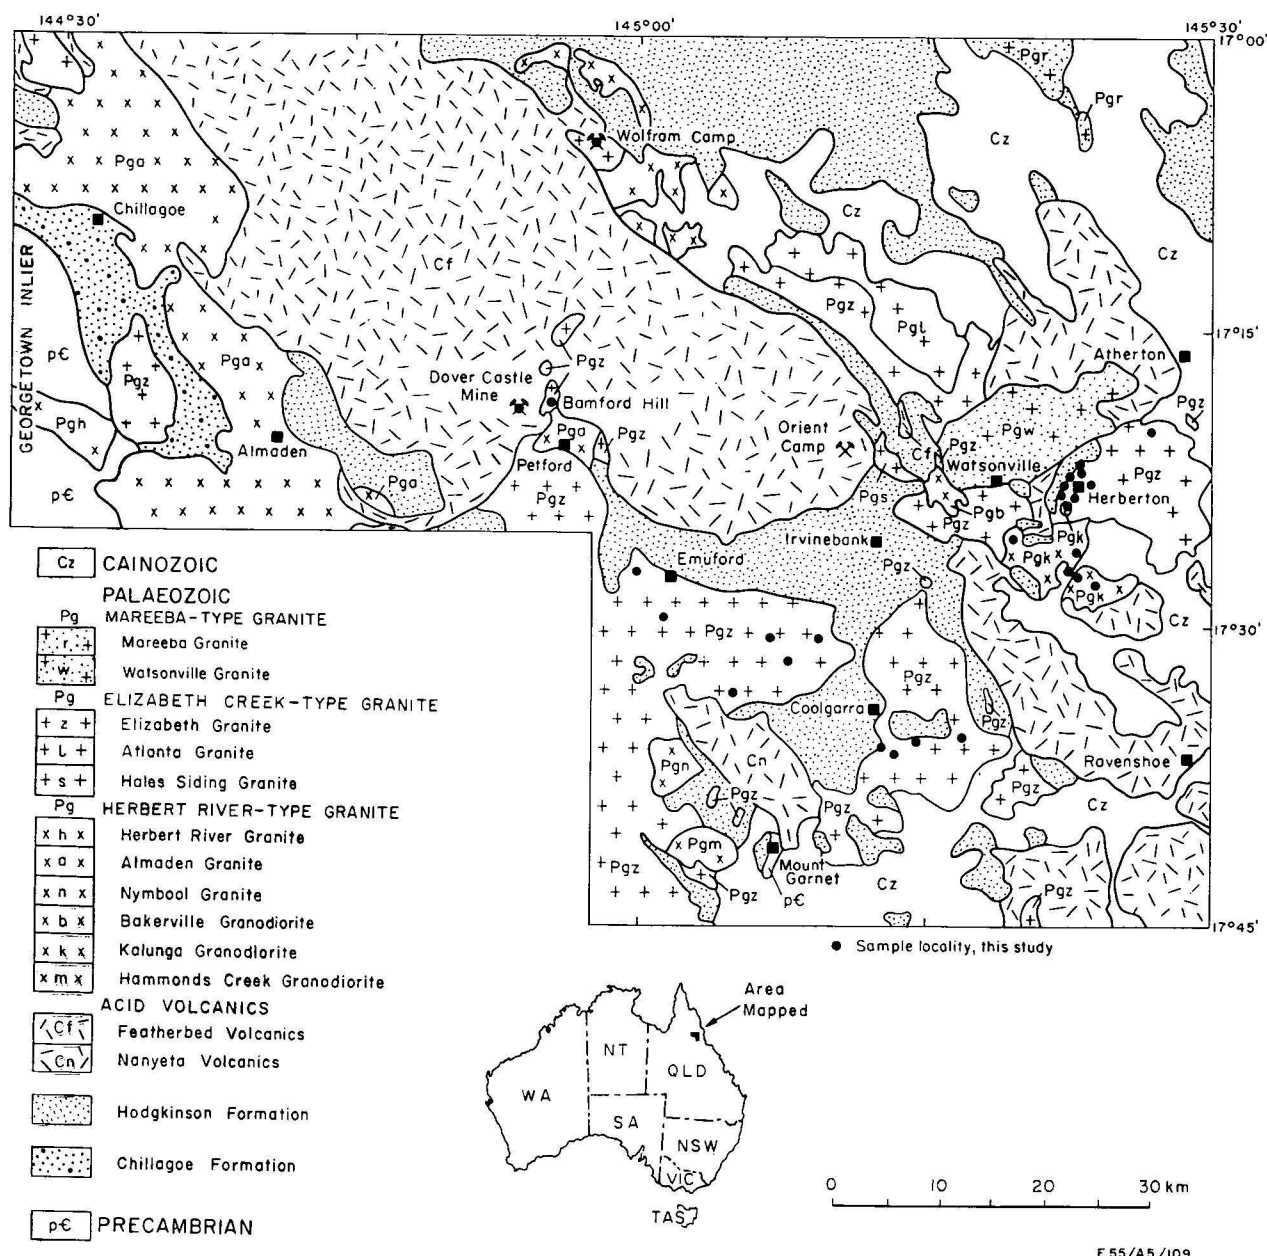 144°30'
145°00'
145°30'
17°00'
Pgr
Pgr
Wolfram Camp
Cz
Pga
Chillagoe
Cz
Cz
GEORGETOWN INLIER
Cf
Pgz
Pgl
17°15'
Atherton
Pga
p€
Pgz
Pgz
Dover Castle
Mine
Bamford Hill
Pgz
Pgh
Almaden
Pga
Pgz
Orient
Camp
Cf
Pgz
Pgw
Petford
Pga
Watsonville
Pgz
p€
Pgz
Pgs
Pgb
Herberton
Pgz
Irvinebank
Pgk
Pgk
Emuford
Pgz
Pgk
Cz
17°30'
Pgz
Pgz
Coolgarra
Pgz
Pgn
Cn
Ravenshoe
Pgz
Pgz
Pgz
Cz
Pgm
Pgz
Mount
Garnet
Pgz
p€
Cz
Pgz
17°45'
Cz CAINOZOIC
PALAEOZOIC
Pg MAREEBA-TYPE GRANITE
r Mareeba Granite
w Watsonville Granite
Pg ELIZABETH CREEK-TYPE GRANITE
z Elizabeth Granite
l Atlanta Granite
s Hales Siding Granite
Pg HERBERT RIVER-TYPE GRANITE
h Herbert River Granite
a Almaden Granite
n Nymbool Granite
b Bakerville Granodiorite
k Kalunga Granodiorite
m Hammonds Creek Granodiorite
ACID VOLCANICS
Cf Featherbed Volcanics
Cn Nanyeta Volcanics
Hodgkinson Formation
Chillagoe Formation
p€ PRECAMBRIAN
Sample locality, this study
Area
Mapped
NT
QLD
WA
SA
NSW
VIC
TAS
0 10 20 30 km
E55/A5/109